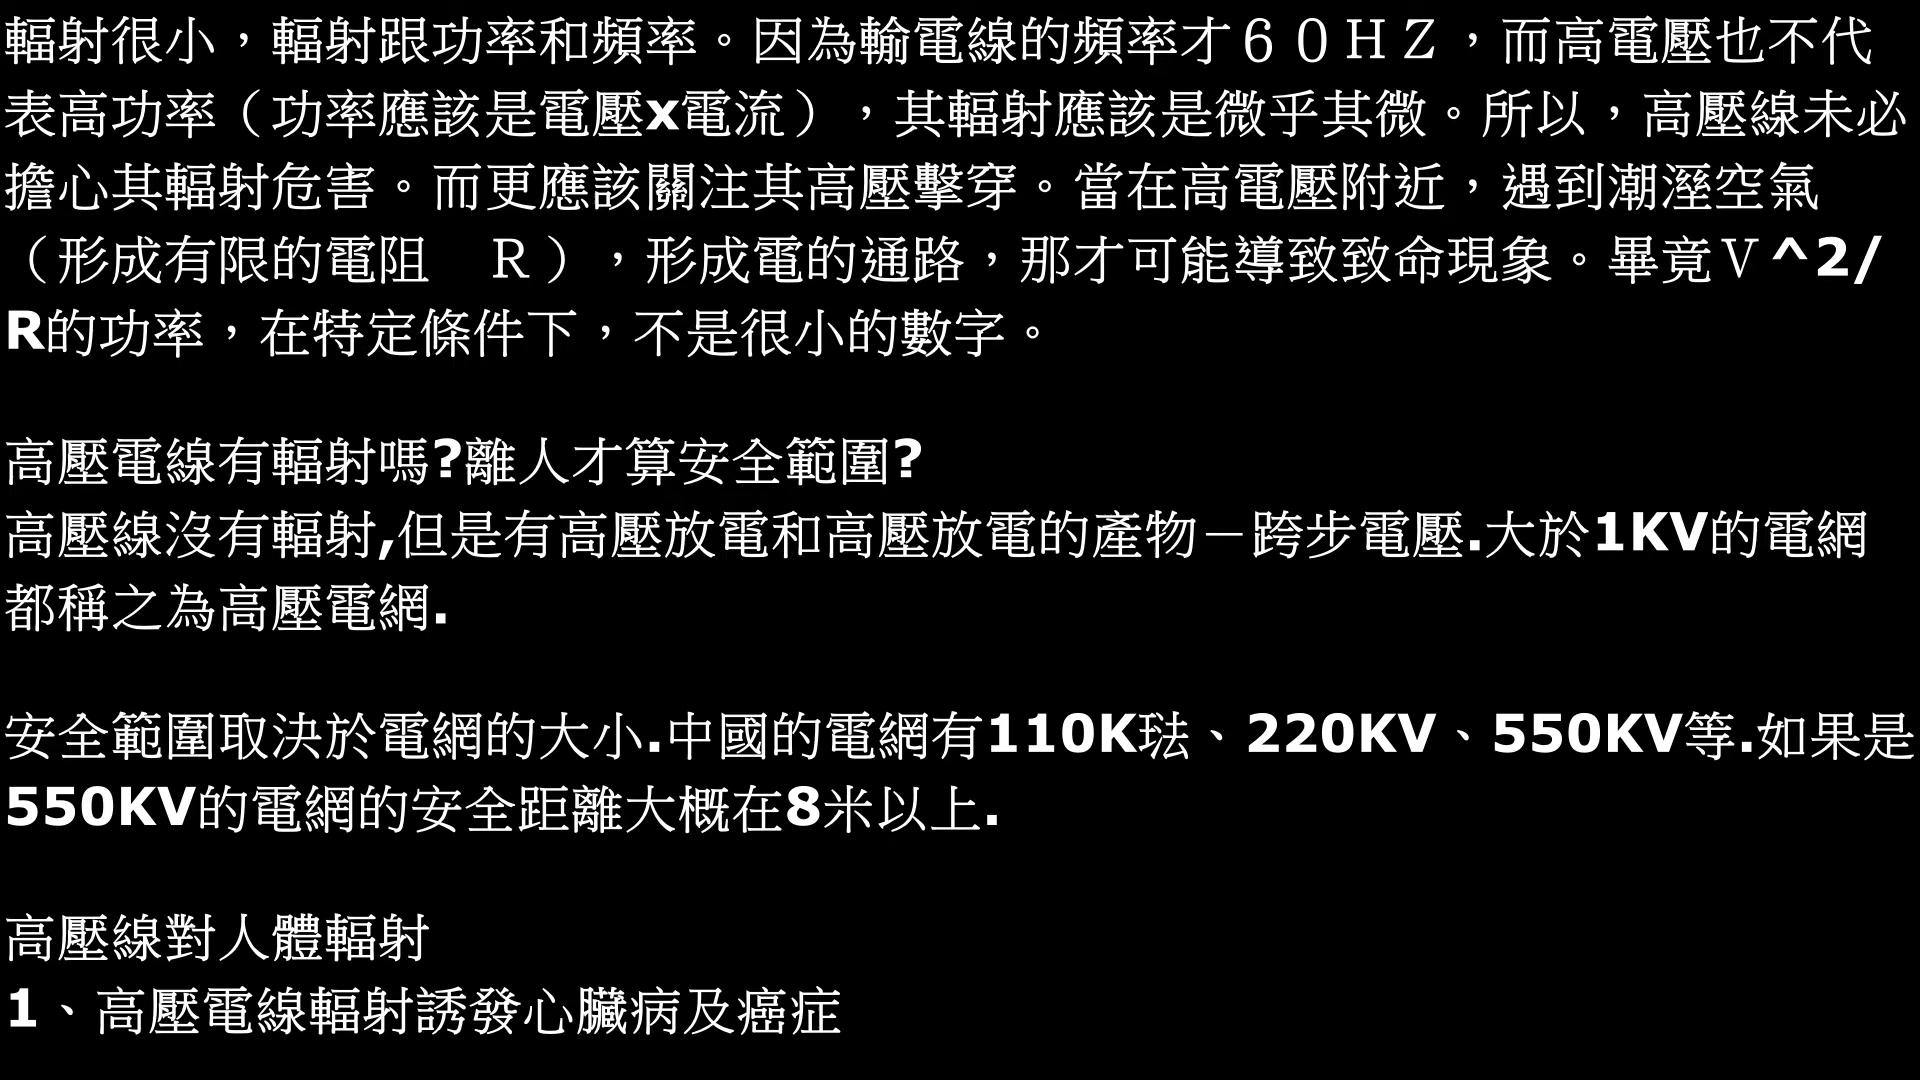 輻射很小，輻射跟功率和頻率。因為輸電線的頻率才６０ＨＺ，而高電壓也不代
表高功率（功率應該是電壓x電流），其輻射應該是微乎其微。所以，高壓線未必
擔心其輻射危害。而更應該關注其高壓擊穿。當在高電壓附近，遇到潮溼空氣
（形成有限的電阻　Ｒ），形成電的通路，那才可能導致致命現象。畢竟Ｖ^2/
R的功率，在特定條件下，不是很小的數字。
高壓電線有輻射嗎?離人才算安全範圍?
高壓線沒有輻射,但是有高壓放電和高壓放電的產物－跨步電壓.大於1KV的電網
都稱之為高壓電網.
安全範圍取決於電網的大小.中國的電網有110K琺、220KV、550KV等.如果是
550KV的電網的安全距離大概在8米以上.
高壓線對人體輻射
1、高壓電線輻射誘發心臟病及癌症